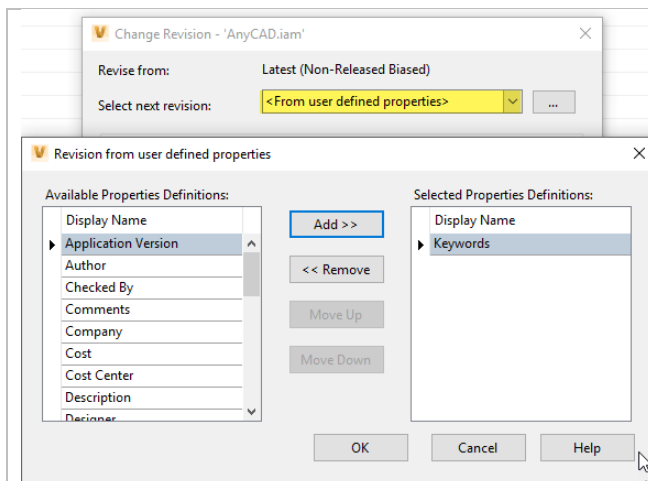 Change Revision - 'AnyCAD.iam'
Revise from: Latest (Non-Released Biased)
Select next revision: <From user defined properties> ...
Revision from user defined properties
Available Properties Definitions:
Display Name
Application Version
Author
Checked By
Comments
Company
Cost
Cost Center
Description
Designer
Add >>
<< Remove
Move Up
Move Down
Selected Properties Definitions:
Display Name
Keywords
OK Cancel Help